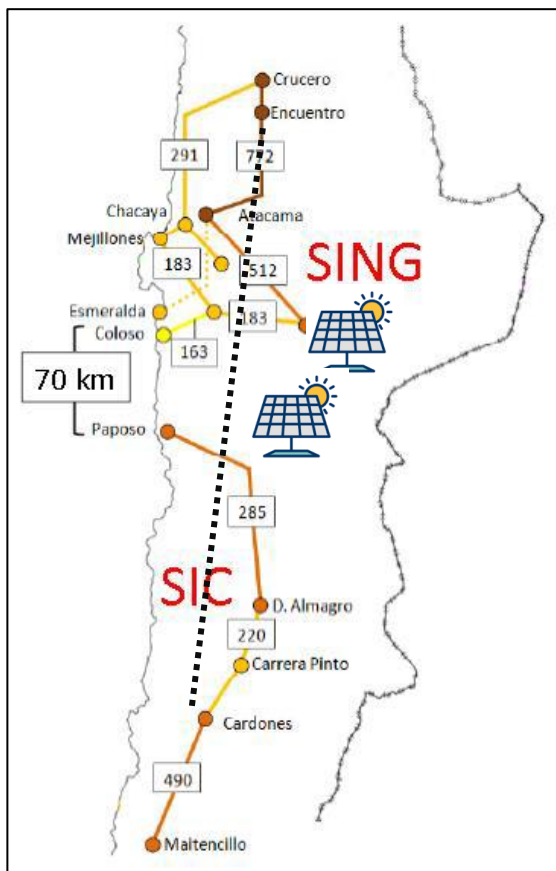 Crucero
Encuentro
291
772
Chacaya
Atacama
Mejillones
183
512
SING
Esmeralda
183
Coloso
163
70 km
Paposo
285
SIC
D. Almagro
220
Carrera Pinto
Cardones
490
Maitencillo